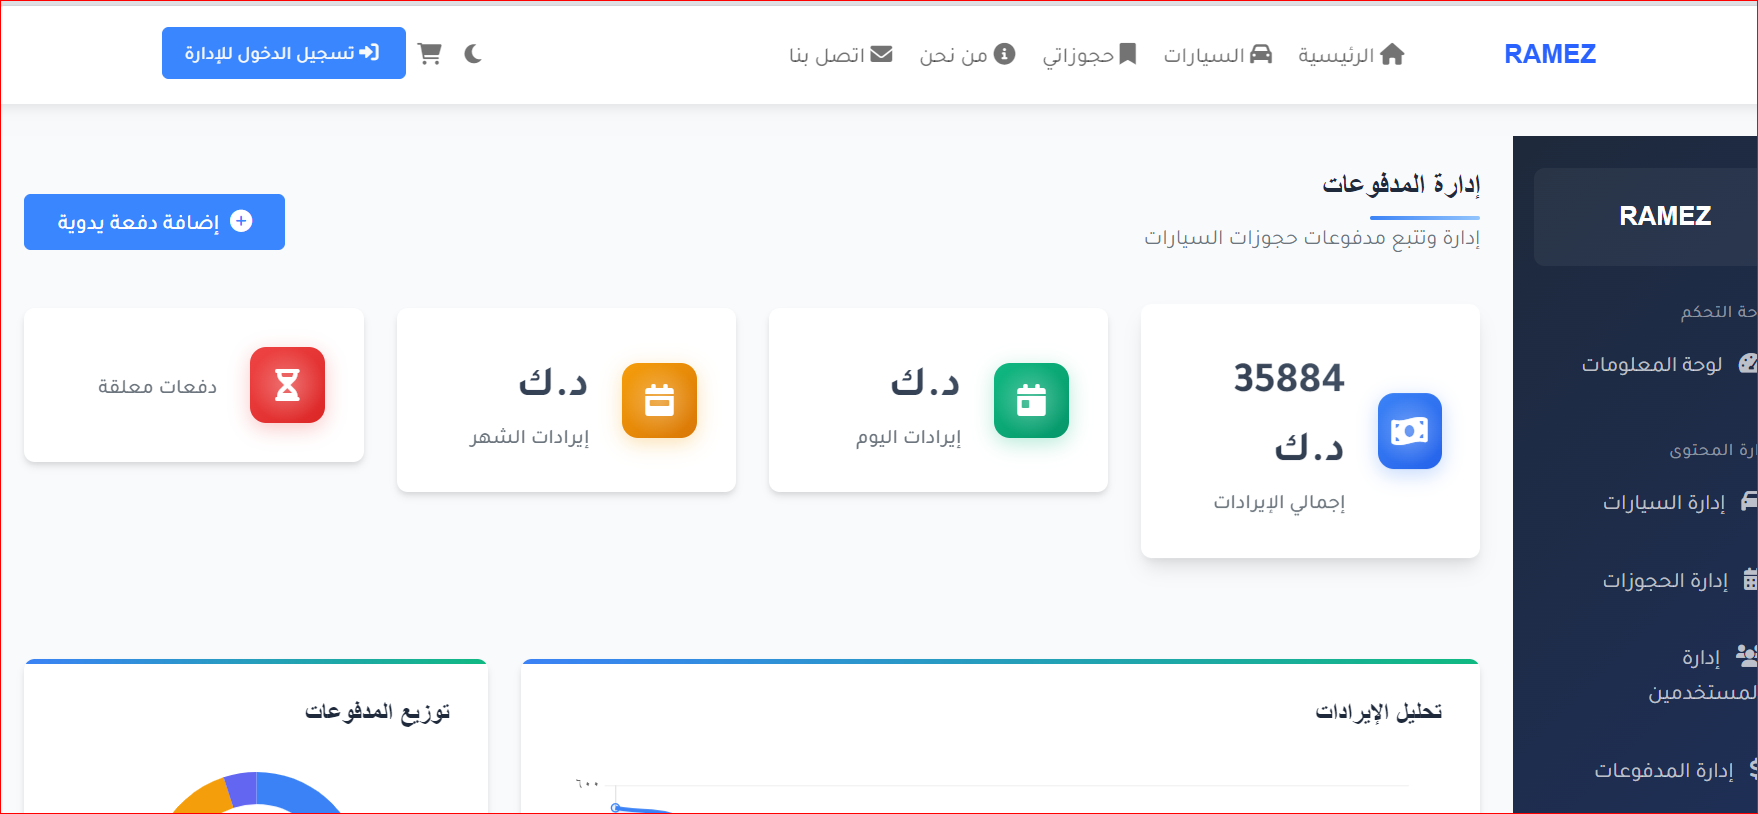 RAMEZ
الرئيسية
السيارات
حجوزاتي
من نحن
اتصل بنا
تسجيل الدخول للإدارة
RAMEZ
حة التحكم
لوحة المعلومات
ارة المحتوى
إدارة السيارات
إدارة الحجوزات
إدارة
لمستخدمين
إدارة المدفوعات
إدارة المدفوعات
إدارة وتتبع مدفوعات حجوزات السيارات
إضافة دفعة يدوية
35884
د.ك
إجمالي الإيرادات
د.ك
إيرادات اليوم
د.ك
إيرادات الشهر
دفعات معلقة
تحليل الإيرادات
٦٠٠
توزيع المدفوعات